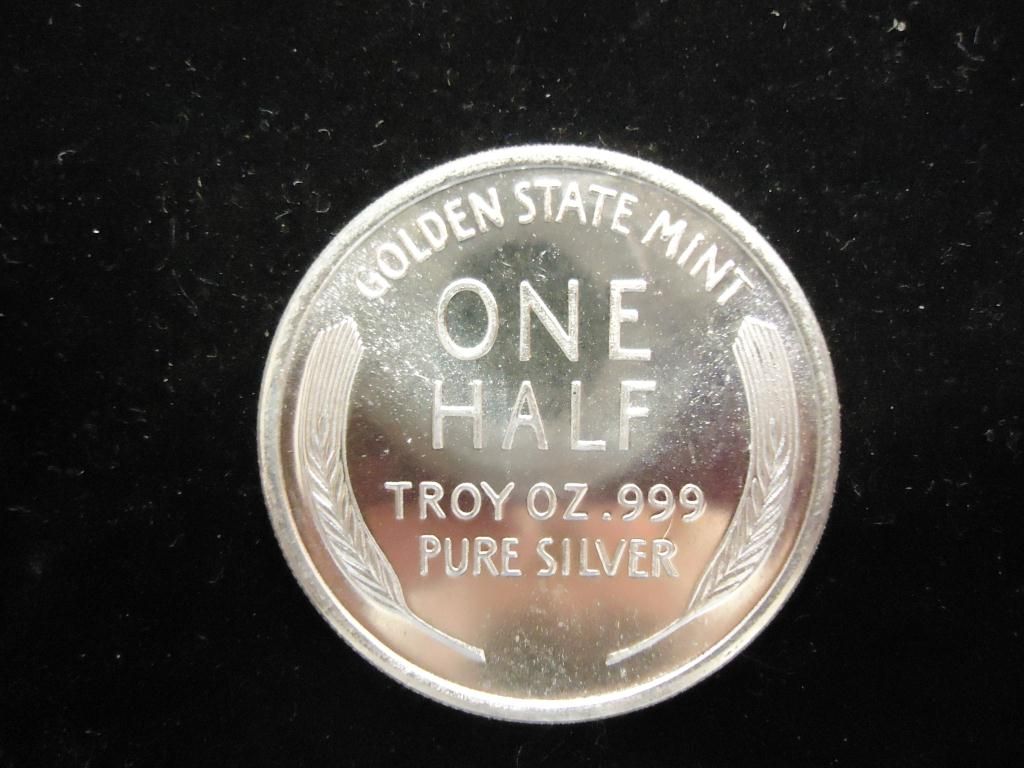 GOLDEN STATE MINT
ONE
HALF
TROY OZ .999
PURE SILVER